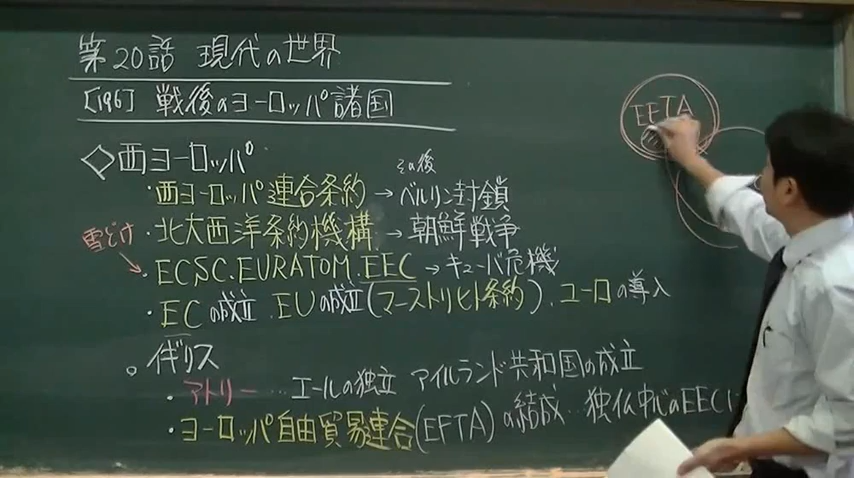 第20話 現代の世界
[196] 戦後のヨーロッパ諸国
◇西ヨーロッパ
・西ヨーロッパ連合条約→ その後 ベルリン封鎖
・北大西洋条約機構→朝鮮戦争
雪どけ
・ECSC.EURATOM.EEC→キューバ危機
・ECの成立.EUの成立(マーストリヒト条約).ユーロの導入
。イギリス
・アトリー…エールの独立 アイルランド共和国の成立
・ヨーロッパ自由貿易連合(EFTA)の結成…独仏中心のEECに
EFTA